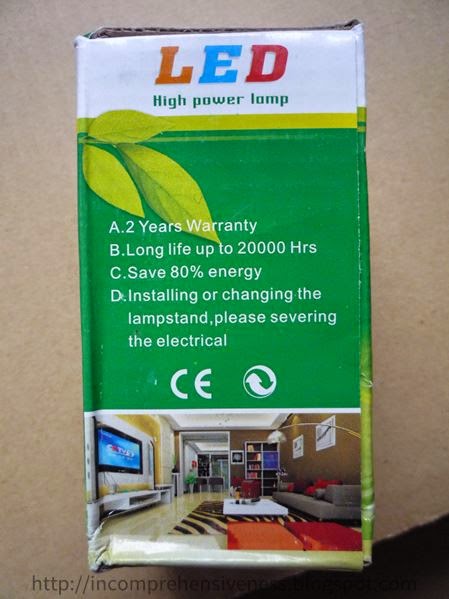 LED
High power lamp
A.2 Years Warranty
B.Long life up to 20000 Hrs
C.Save 80% energy
D.Installing or changing the
lampstand,please severing
the electrical
CE
http://incomprehensiveness.blogspot.com